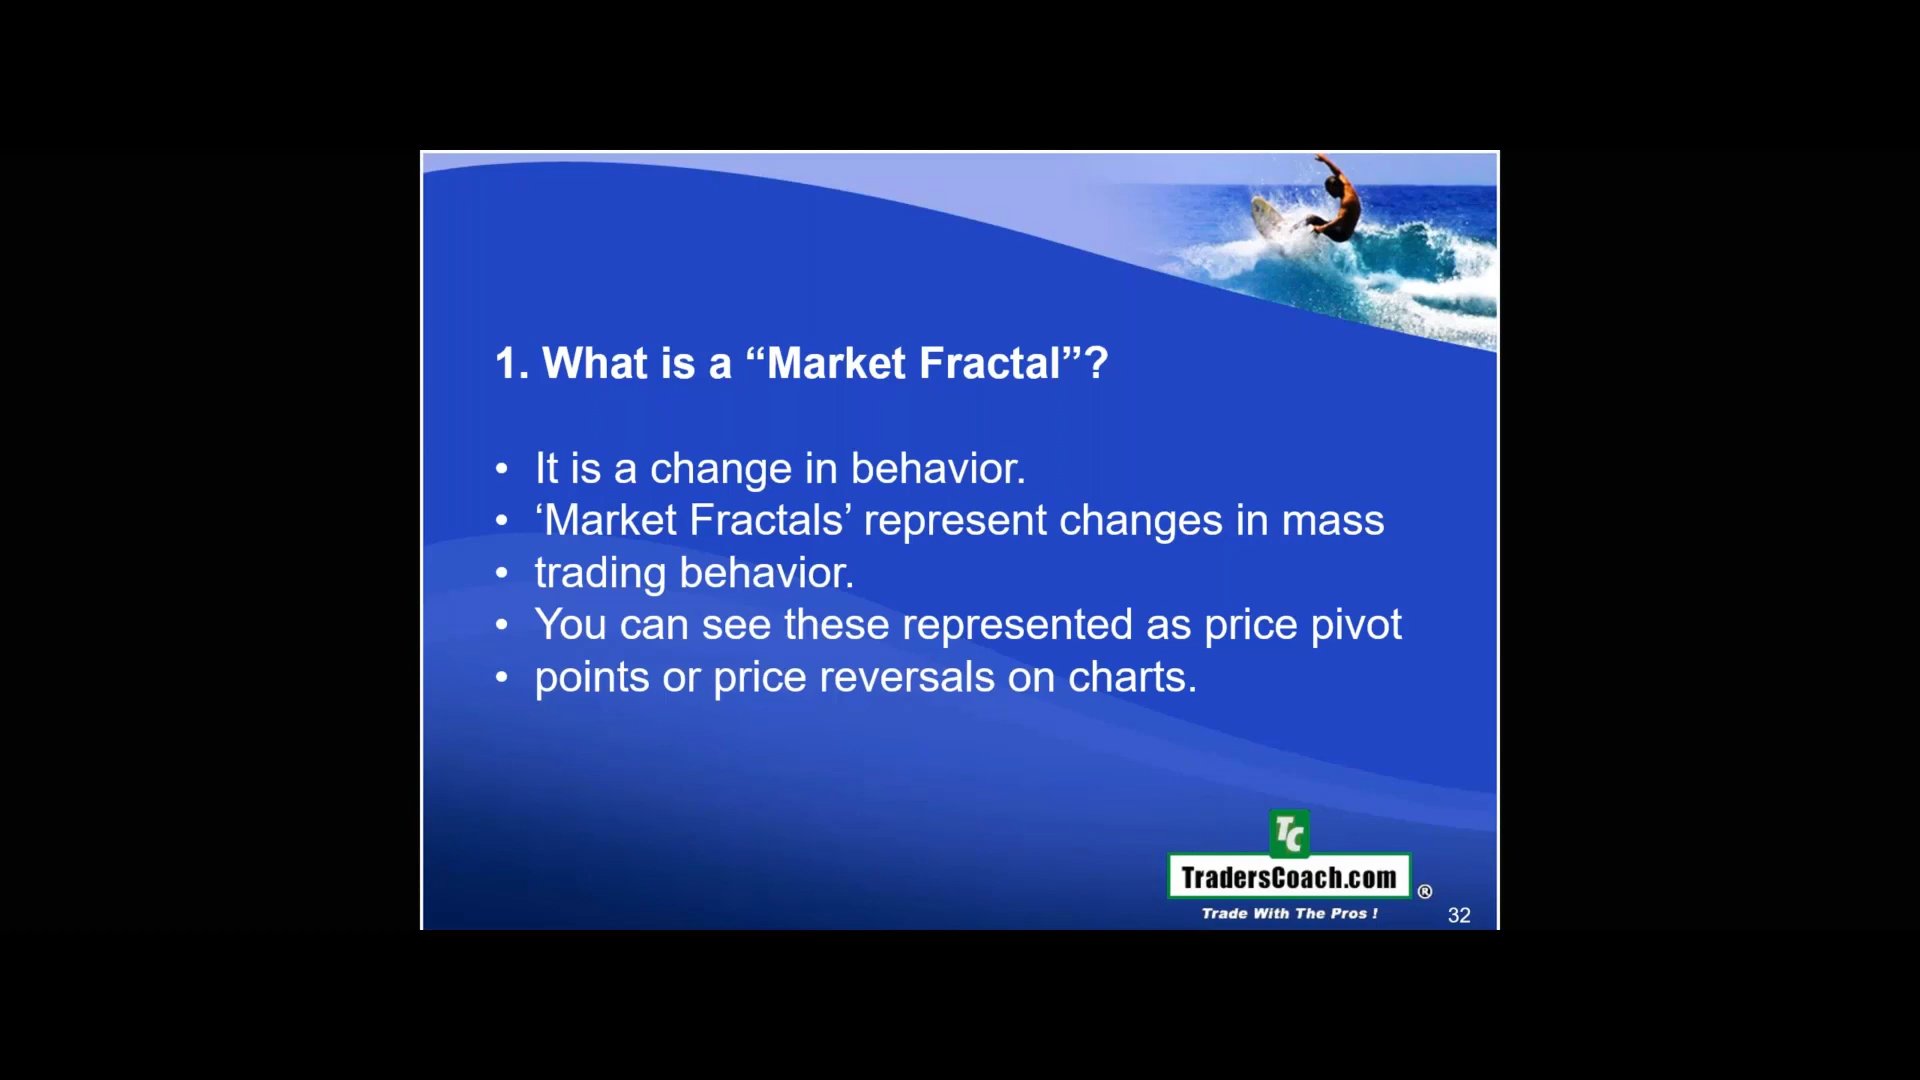 1. What is a “Market Fractal”?
• It is a change in behavior.
• ‘Market Fractals’ represent changes in mass
• trading behavior.
• You can see these represented as price pivot
• points or price reversals on charts.
TC
TradersCoach.com ®
Trade With The Pros !
32